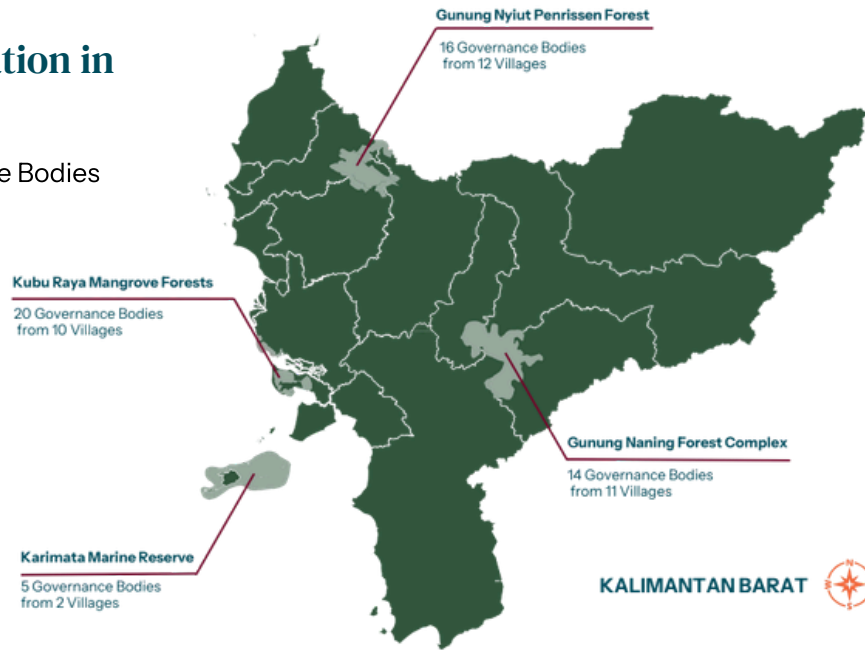 ation in
e Bodies
Gunung Nyiut Penrissen Forest
16 Governance Bodies
from 12 Villages
Kubu Raya Mangrove Forests
20 Governance Bodies
from 10 Villages
Gunung Naning Forest Complex
14 Governance Bodies
from 11 Villages
Karimata Marine Reserve
5 Governance Bodies
from 2 Villages
KALIMANTAN BARAT
N
W
E
S